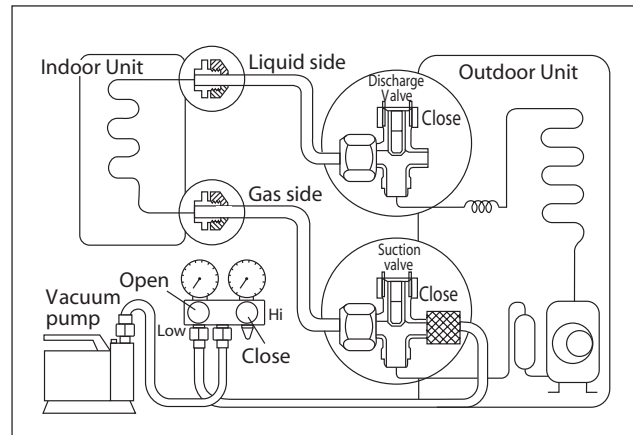 Indoor Unit
Liquid side
Discharge
Valve
Close
Outdoor Unit
Gas side
Suction
valve
Close
Open
Vacuum
pump
Low
Hi
Close